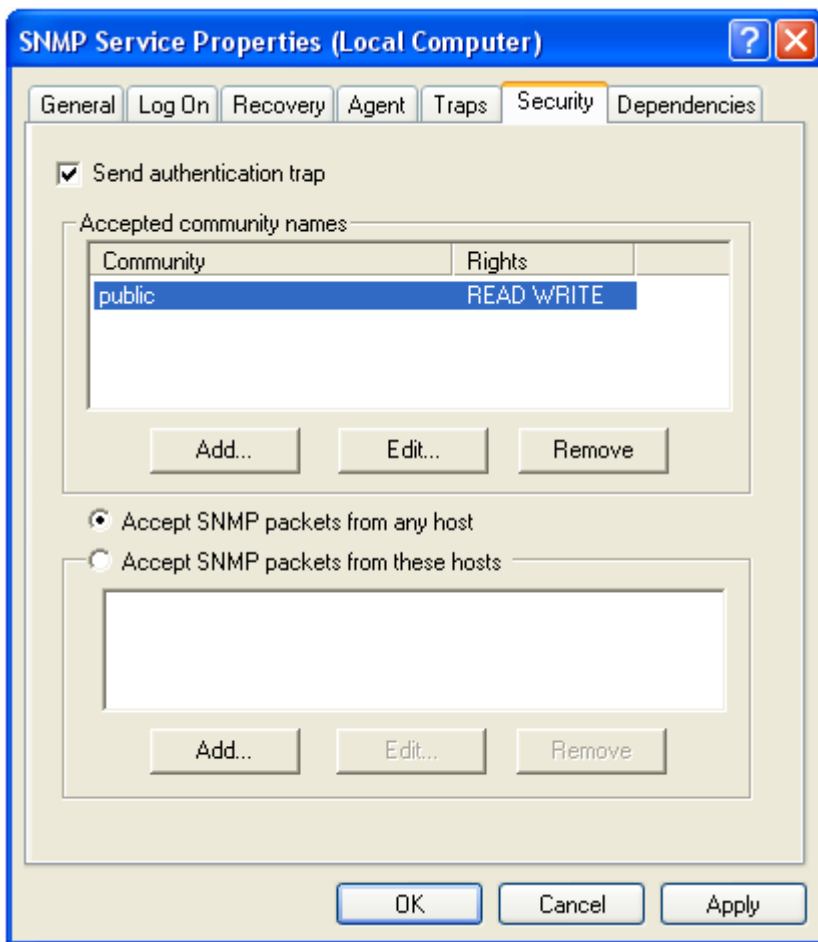 SNMP Service Properties (Local Computer)
General Log On Recovery Agent Traps Security Dependencies
Send authentication trap
Accepted community names
Community Rights
public READ WRITE
Add... Edit... Remove
Accept SNMP packets from any host
Accept SNMP packets from these hosts
Add... Edit... Remove
OK Cancel Apply